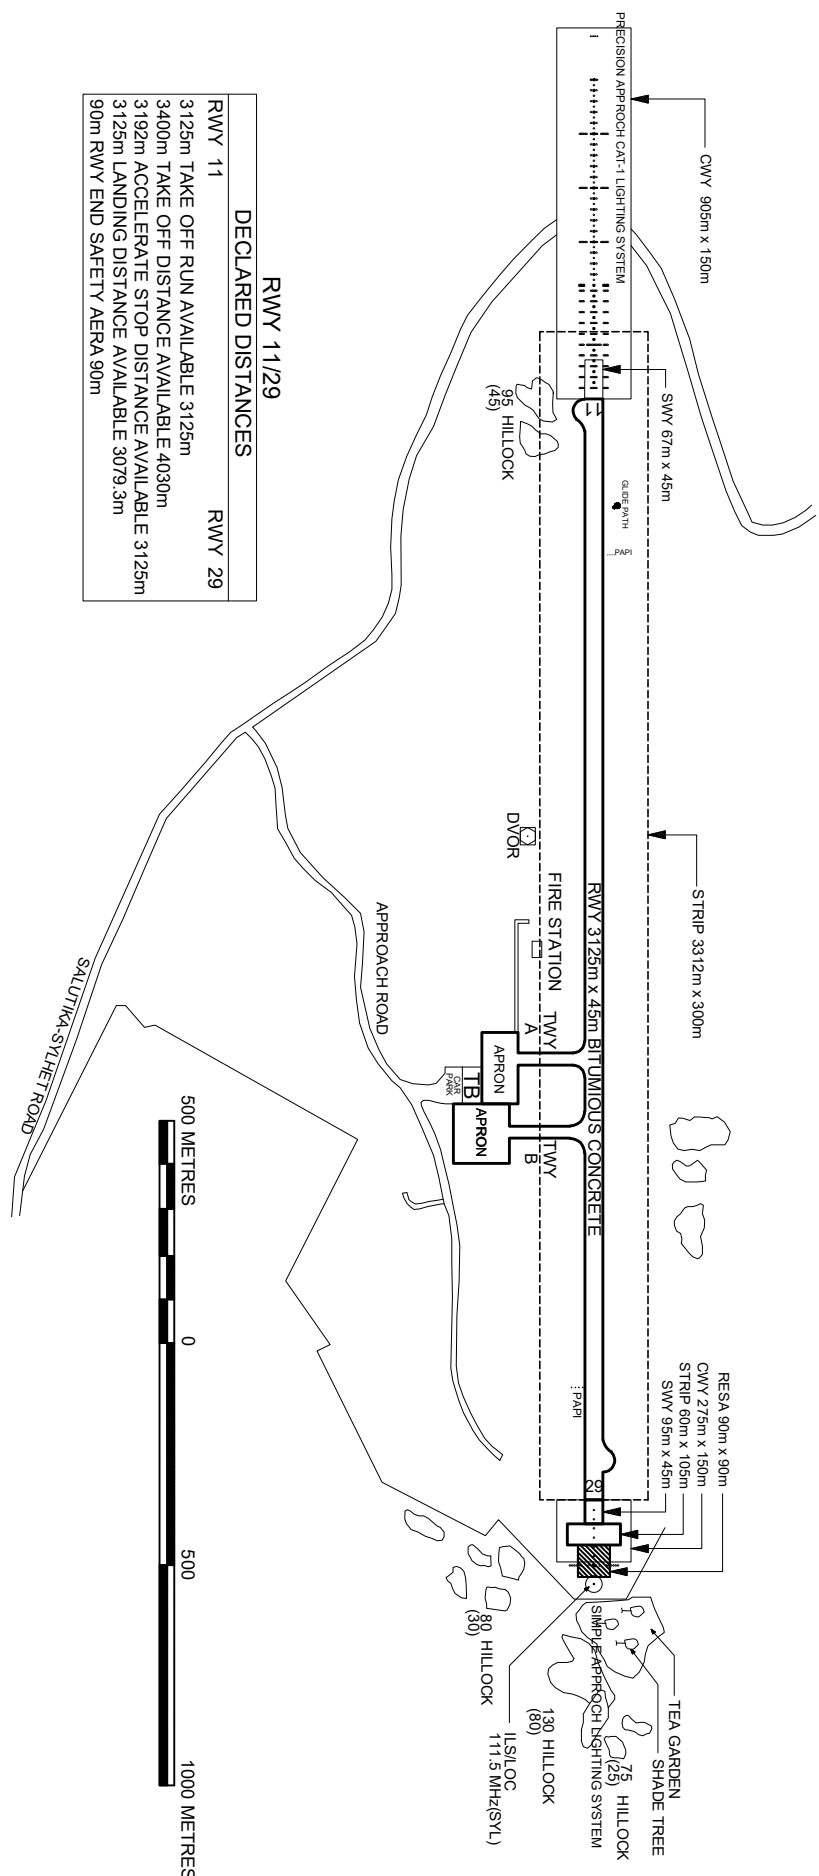 RWY 11/29
DECLARED DISTANCES
RWY 11 RWY 29
3125m TAKE OFF RUN AVAILABLE 3125m
3400m TAKE OFF DISTANCE AVAILABLE 4030m
3192m ACCELERATE STOP DISTANCE AVAILABLE 3125m
3125m LANDING DISTANCE AVAILABLE 3079.3m
90m RWY END SAFETY AERA 90m
PRECISION APPROCH CAT-1 LIGHTING SYSTEM
CWY 905m x 150m
SWY 67m x 45m
95 HILLOCK
(45)
11
GLIDE PATH
PAPI
STRIP 3312m x 300m
DVOR
FIRE STATION
RWY 3125m x 45m BITUMIOUS CONCRETE
TWY
A
TWY
B
APRON
TB
CAR
PARK
APRON
APPROACH ROAD
SALUTIKA-SYLHET ROAD
PAPI
29
RESA 90m x 90m
CWY 275m x 150m
STRIP 60m x 105m
SWY 95m x 45m
TEA GARDEN
SHADE TREE
75 HILLOCK
(25)
SIMPLE APPROCH LIGHTING SYSTEM
130 HILLOCK
(80)
ILS/LOC
111.5 MHz(SYL)
80 HILLOCK
(30)
500 METRES 0 500 1000 METRES